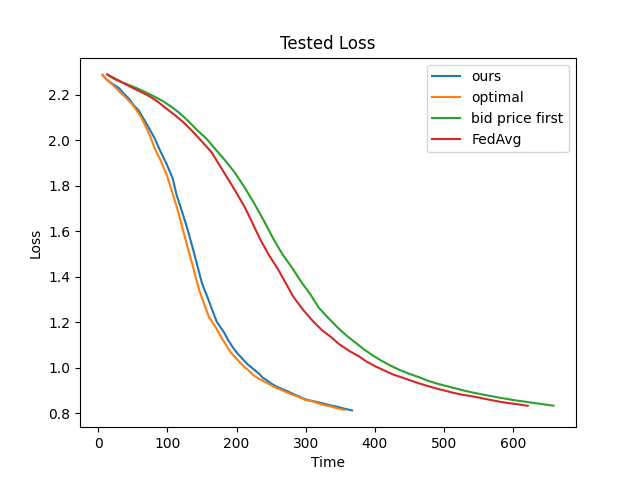 Tested Loss
ours
optimal
bid price first
FedAvg
Loss
2.2
2.0
1.8
1.6
1.4
1.2
1.0
0.8
0 100 200 300 400 500 600
Time